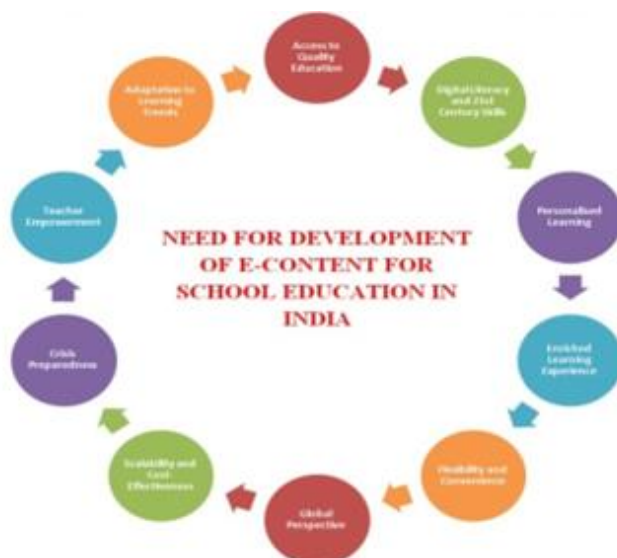 Access to
Quality
Education
Digital Literacy
and 21st
Century Skills
Personalised
Learning
Enriched
Learning
Experience
Flexibility and
Convenience
Global
Perspective
Scalability and
Cost-
Effectiveness
Crisis
Preparedness
Teacher
Empowerment
Adaptation to
Learning
Trends
NEED FOR DEVELOPMENT
OF E-CONTENT FOR
SCHOOL EDUCATION IN
INDIA